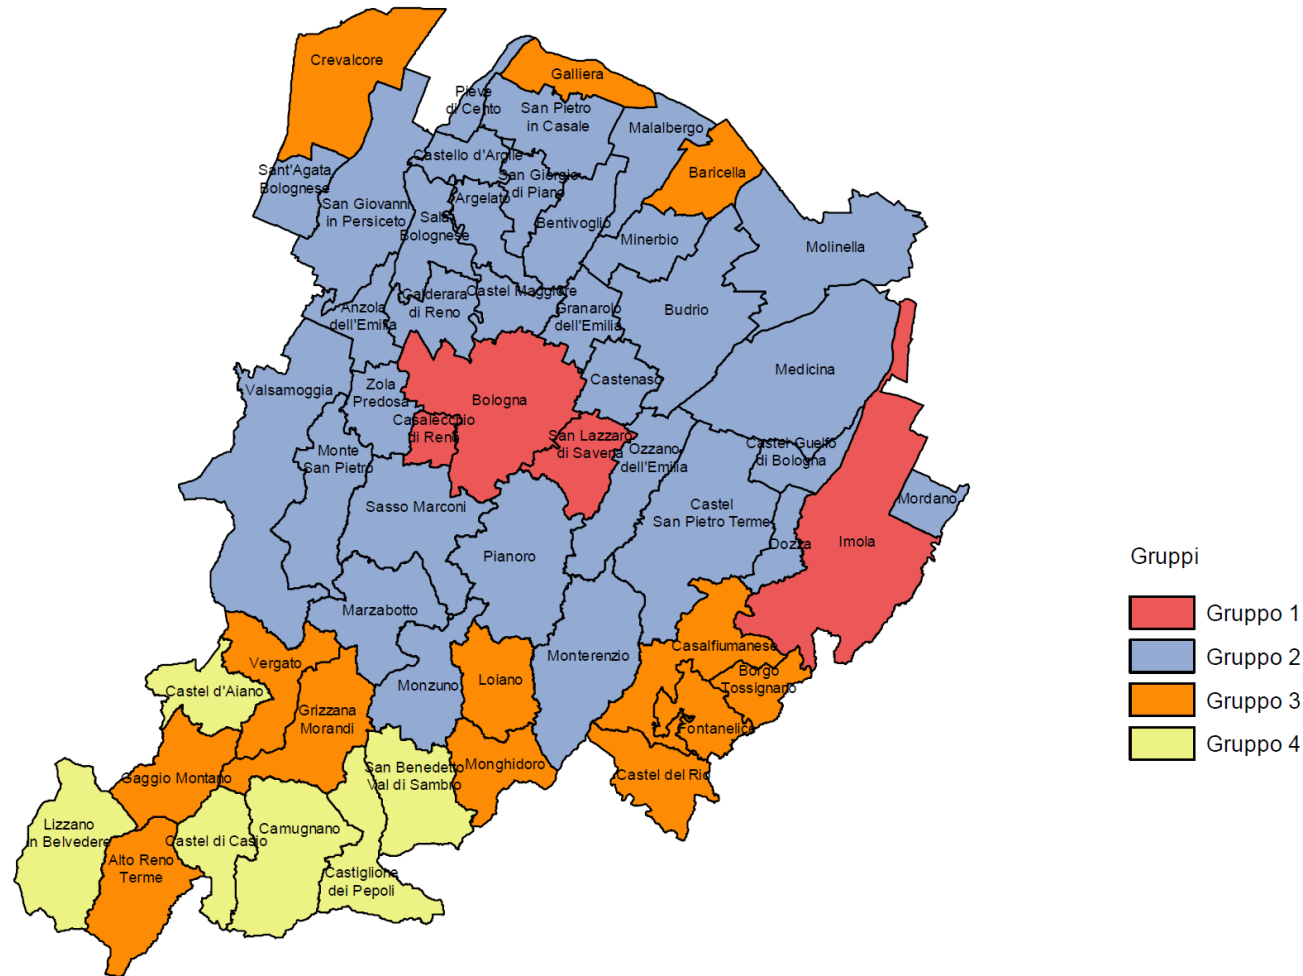 Crevalcore
Galliera
Pieve
di Cento
San Pietro
in Casale
Malalbergo
Castello d'Argile
Sant'Agata
Bolognese
San Giorgio
di Piano
Baricella
San Giovanni
in Persiceto
Argelato
Sala
Bolognese
Bentivoglio
Minerbio
Molinella
Anzola
dell'Emilia
Calderara
di Reno
Castel Maggiore
Granarolo
dell'Emilia
Budrio
Valsamoggia
Zola
Predosa
Bologna
Castenaso
Medicina
Casalecchio
di Reno
San Lazzaro
di Savena
Monte
San Pietro
Ozzano
dell'Emilia
Castel Guelfo
di Bologna
Sasso Marconi
Castel
San Pietro Terme
Mordano
Pianoro
Dozza
Imola
Marzabotto
Vergato
Monterenzio
Casalfiumanese
Castel d'Aiano
Monzuno
Loiano
Borgo
Tossignano
Grizzana
Morandi
Fontanelice
Gaggio Montano
San Benedetto
Val di Sambro
Monghidoro
Castel del Rio
Lizzano
in Belvedere
Castel di Casio
Camugnano
Alto Reno
Terme
Castiglione
dei Pepoli
Gruppi
Gruppo 1
Gruppo 2
Gruppo 3
Gruppo 4